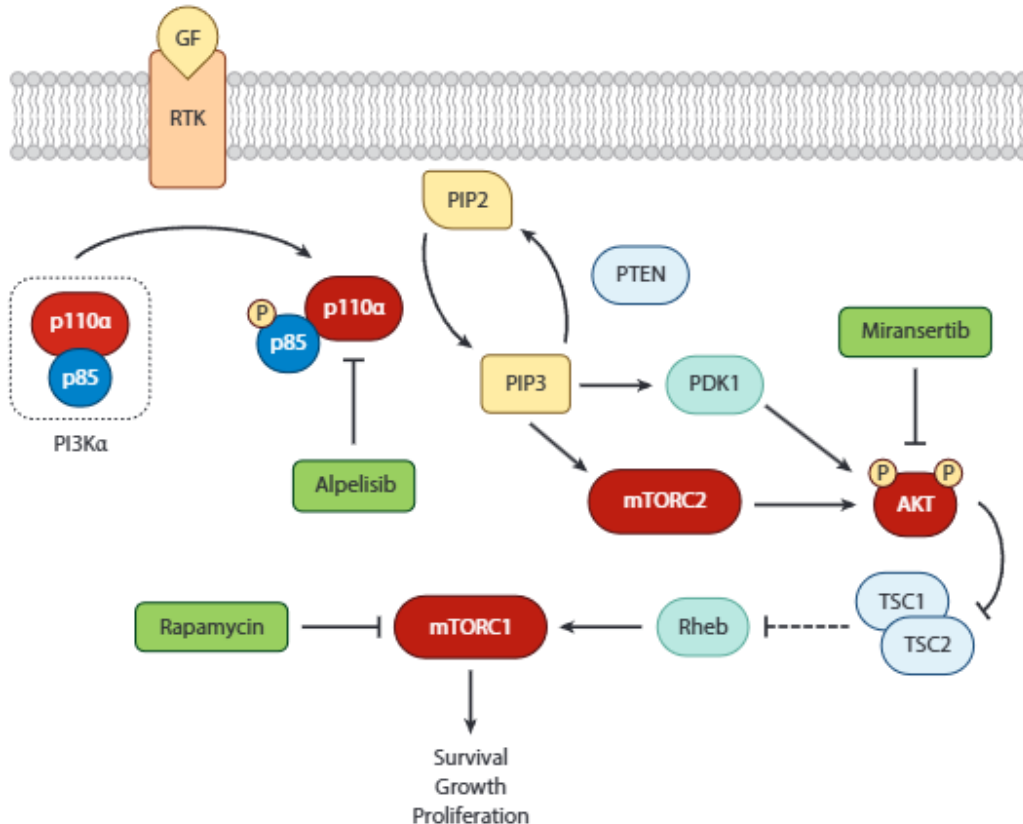 GF
RTK
PIP2
PTEN
p110α
p85
PI3Kα
P
p110α
p85
Miransertib
PIP3
PDK1
Alpelisib
mTORC2
P
P
AKT
Rapamycin
mTORC1
Rheb
TSC1
TSC2
Survival
Growth
Proliferation